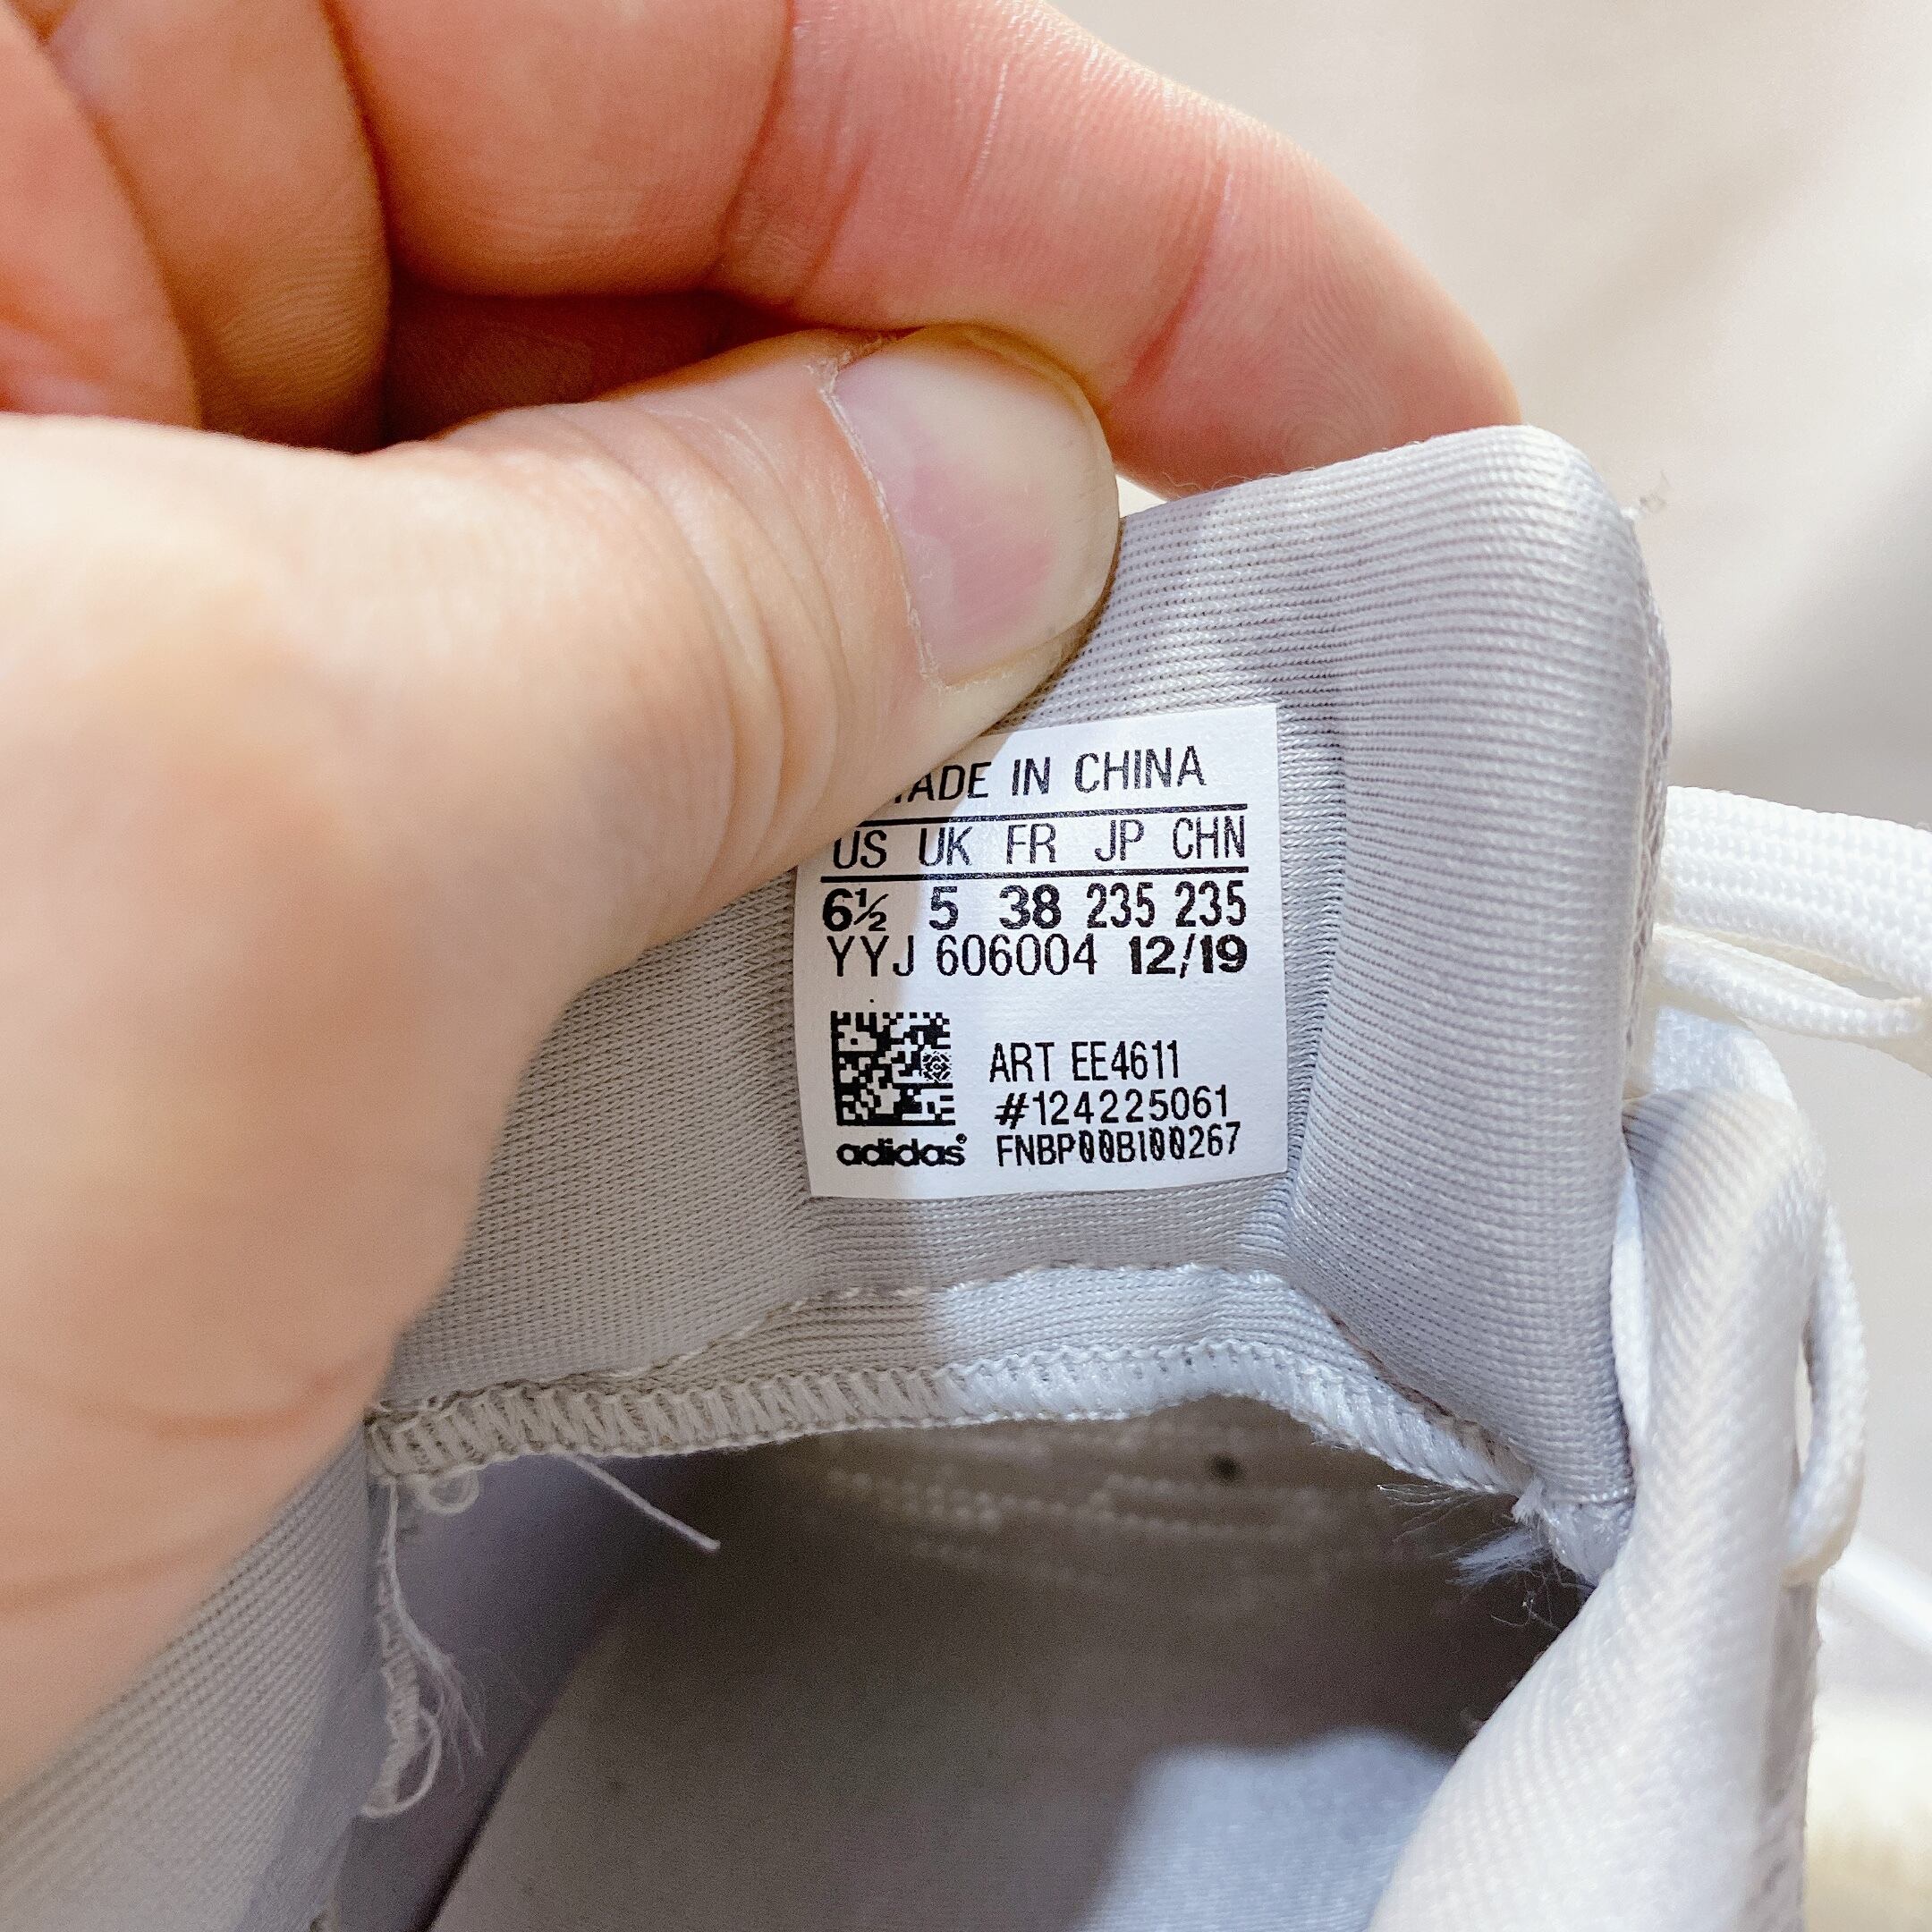 MADE IN CHINA
US UK FR JP CHN
6½ 5 38 235 235
YYJ 606004 12/19
ART EE4611
#124225061
adidas® FNBP00BI00267